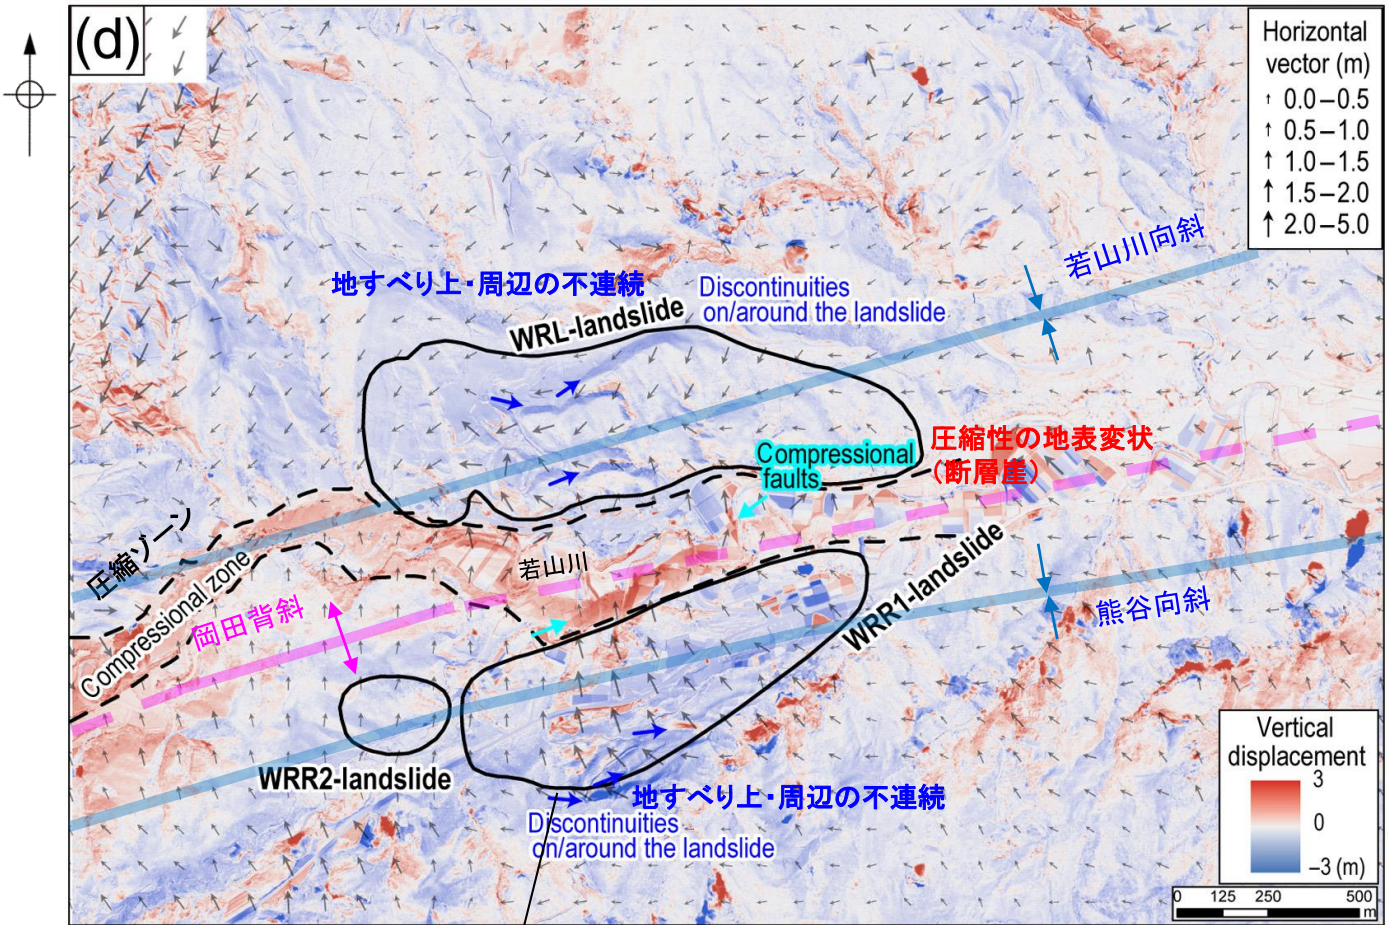 (d)
Horizontal
vector (m)
0.0–0.5
0.5–1.0
1.0–1.5
1.5–2.0
2.0–5.0
若山川向斜
地すべり上・周辺の不連続
Discontinuities
on/around the landslide
WRL-landslide
圧縮性の地表変状
（断層崖）
Compressional
faults
圧縮ゾーン
Compressional zone
若山川
岡田背斜
WRR1-landslide
熊谷向斜
WRR2-landslide
地すべり上・周辺の不連続
Discontinuities
on/around the landslide
Vertical
displacement
3
0
–3 (m)
0 125 250 500
m